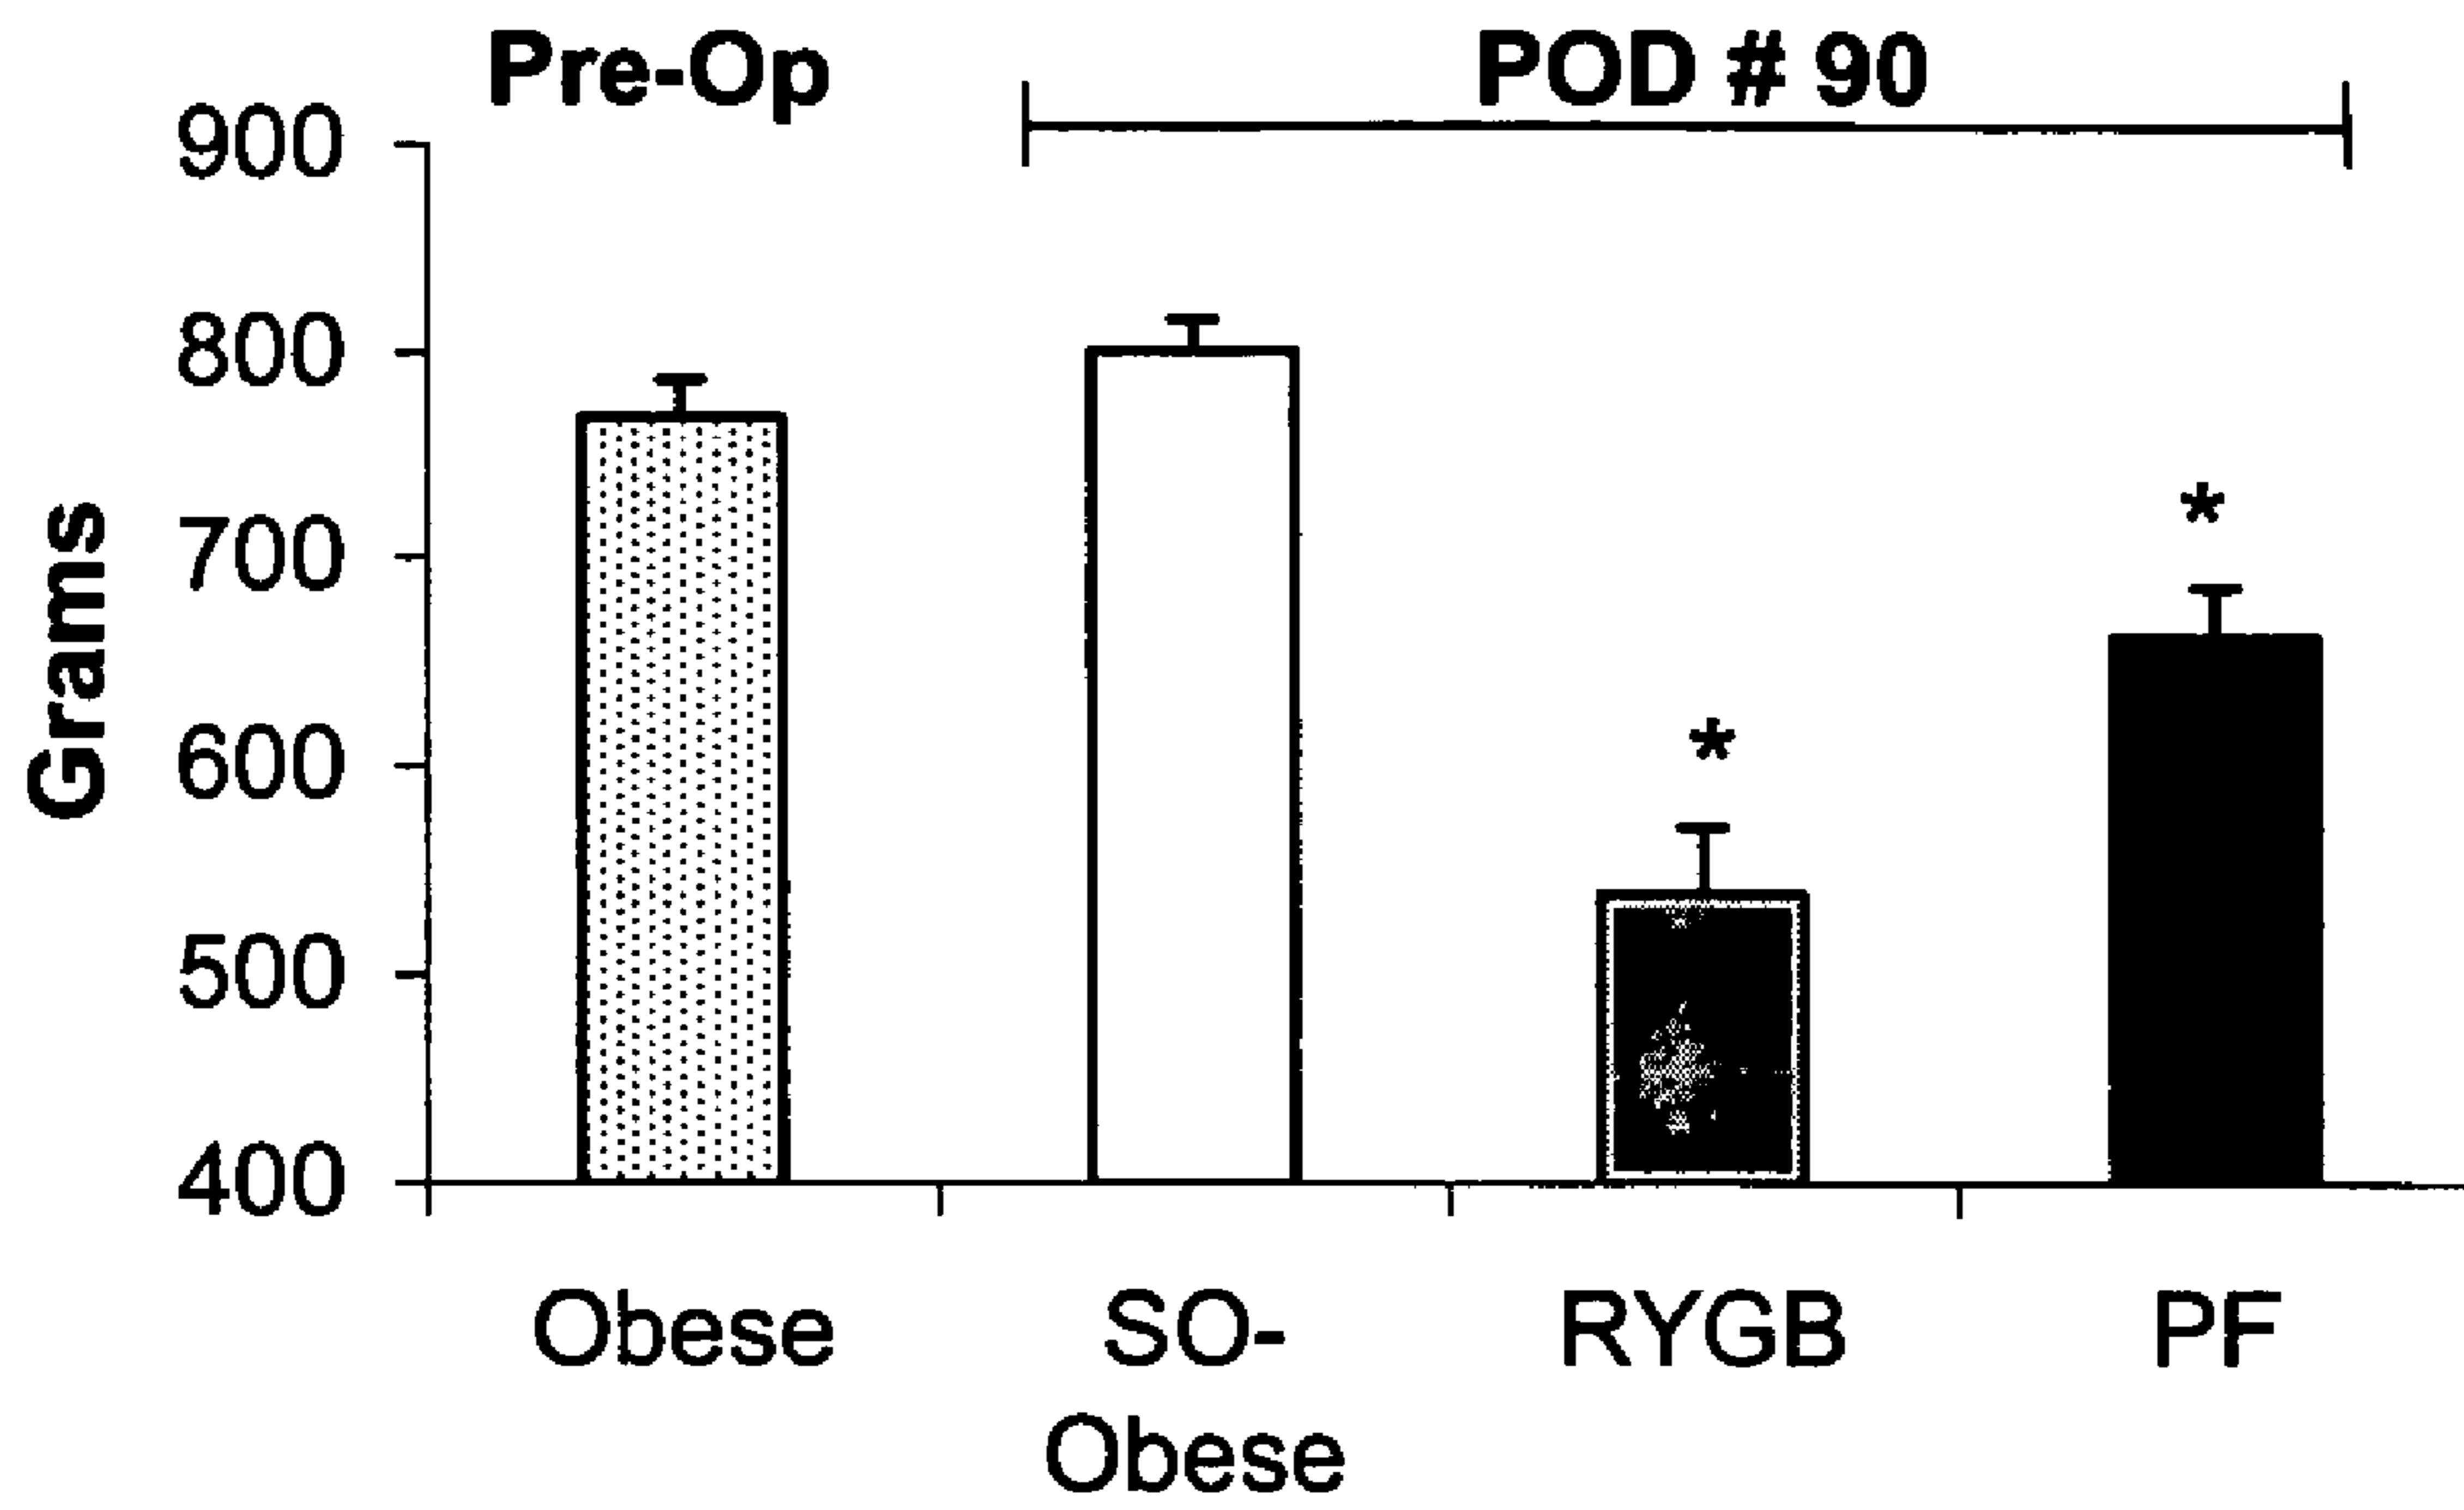 Pre-Op
POD # 90
900
800
700
600
500
400
Grams
*
*
Obese
SO-
Obese
RYGB
PF